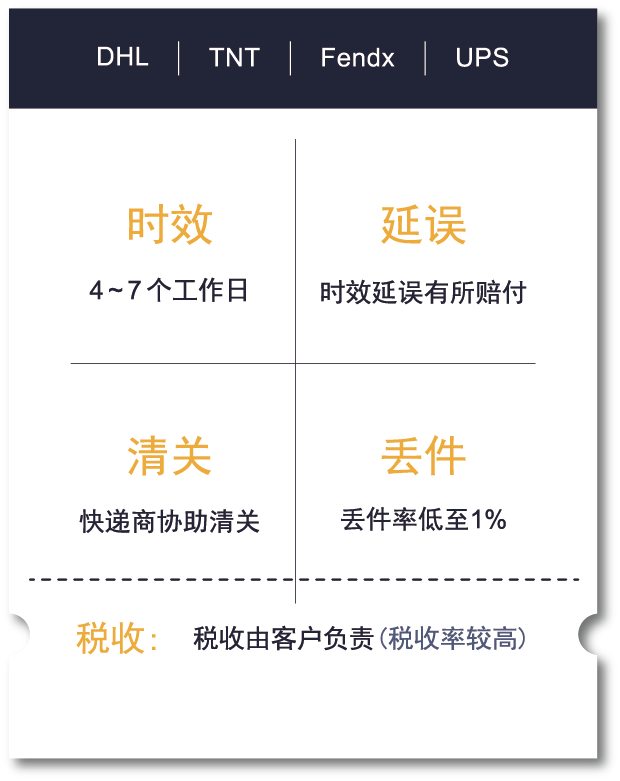 DHL | TNT | Fendx | UPS
时效
4~7个工作日
延误
时效延误有所赔付
清关
快递商协助清关
丢件
丢件率低至1%
税收: 税收由客户负责(税收率较高)